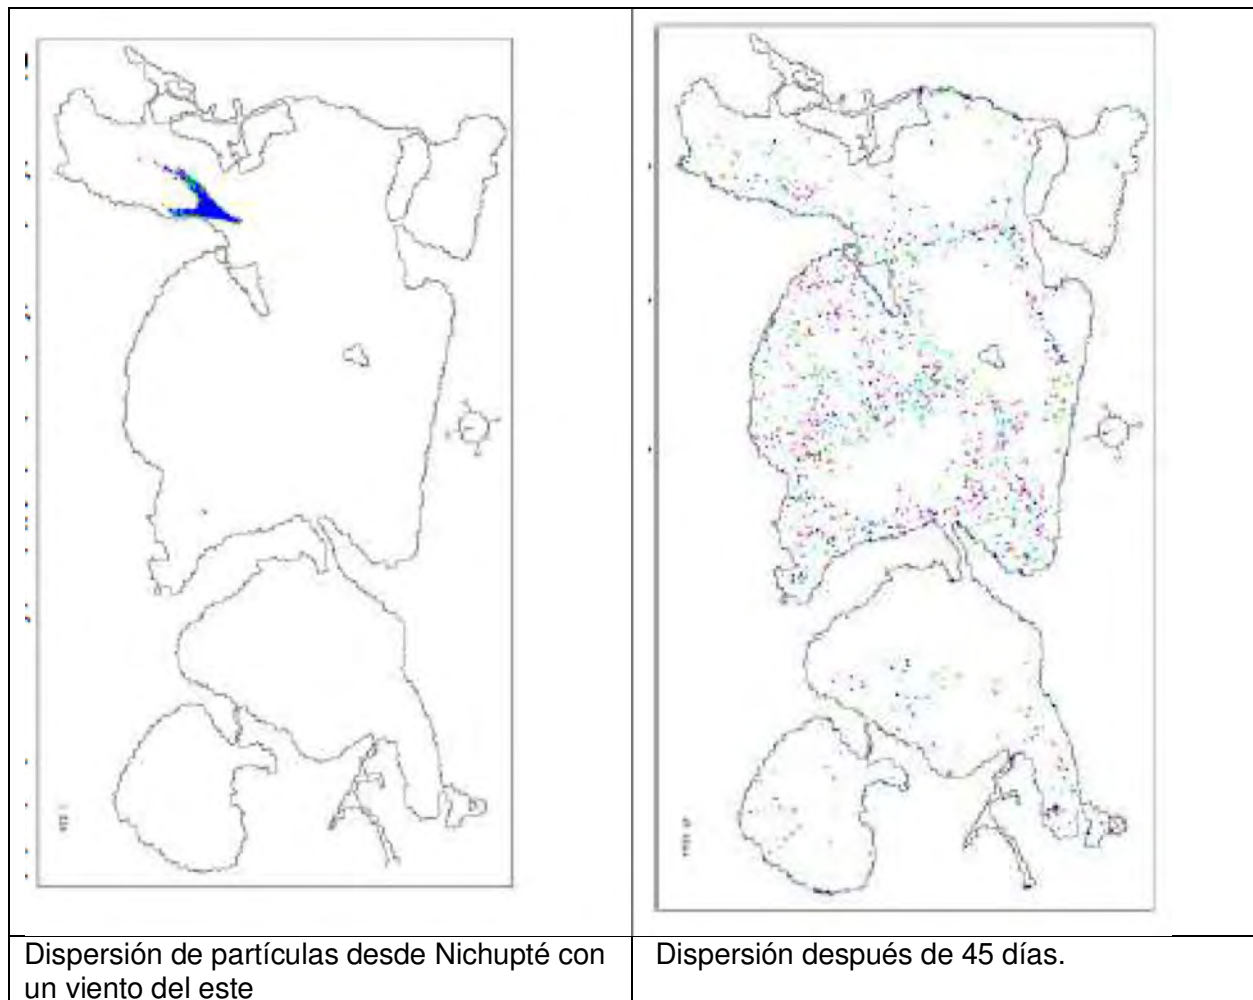 Dispersión de partículas desde Nichupté con
un viento del este
Dispersión después de 45 días.